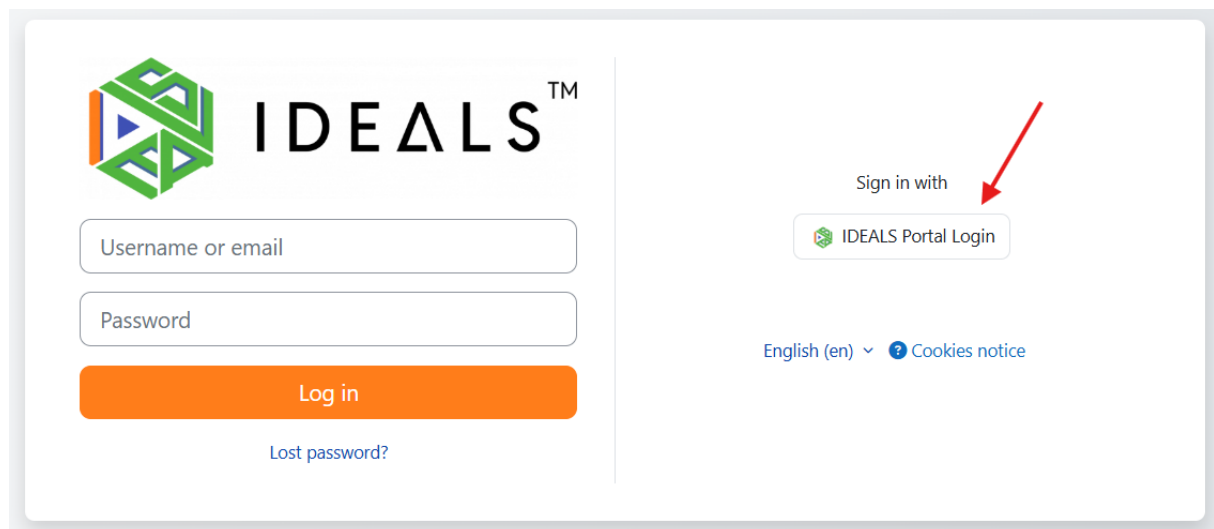 IDEALS™
Username or email
Password
Log in
Lost password?
Sign in with
IDEALS Portal Login
English (en)
Cookies notice